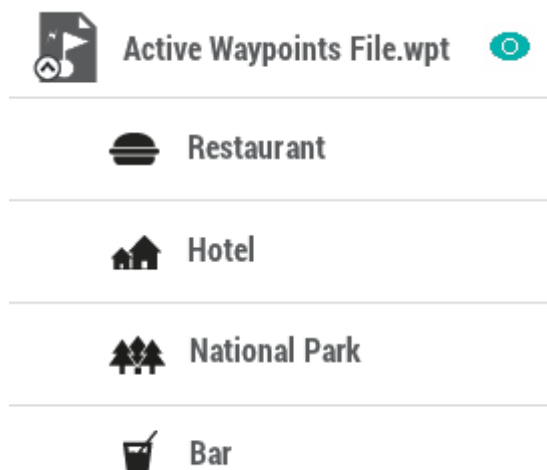 Active Waypoints File.wpt
Restaurant
Hotel
National Park
Bar